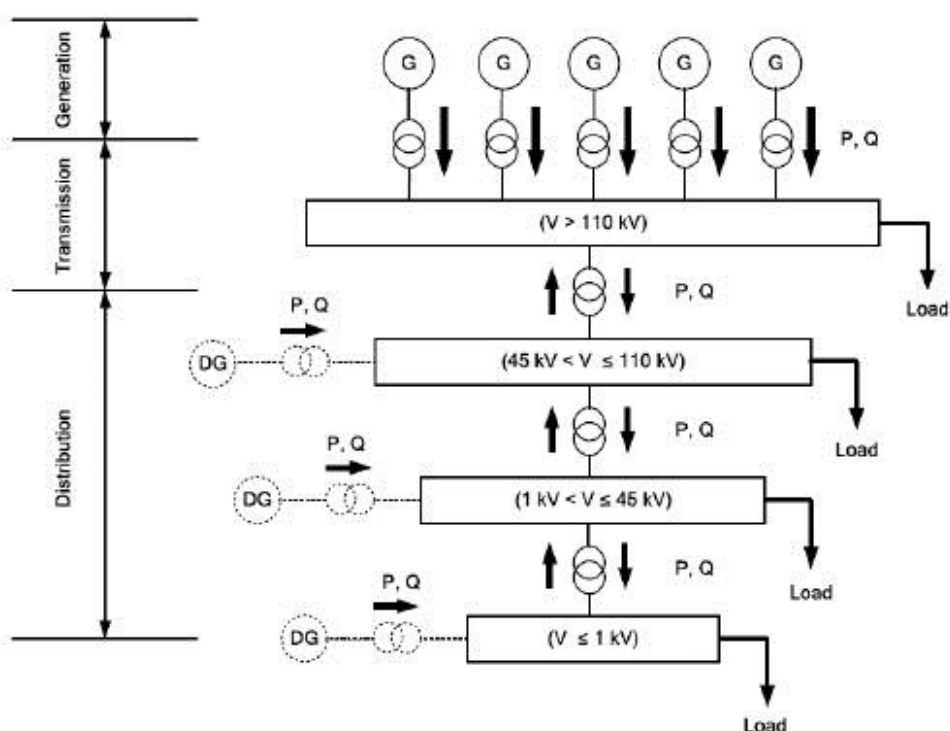 Generation
G G G G G
P, Q
Transmission
(V > 110 kV)
Load
P, Q
P, Q
DG
(45 kV < V ≤ 110 kV)
Load
Distribution
P, Q
P, Q
DG
(1 kV < V ≤ 45 kV)
Load
P, Q
P, Q
DG
(V ≤ 1 kV)
Load